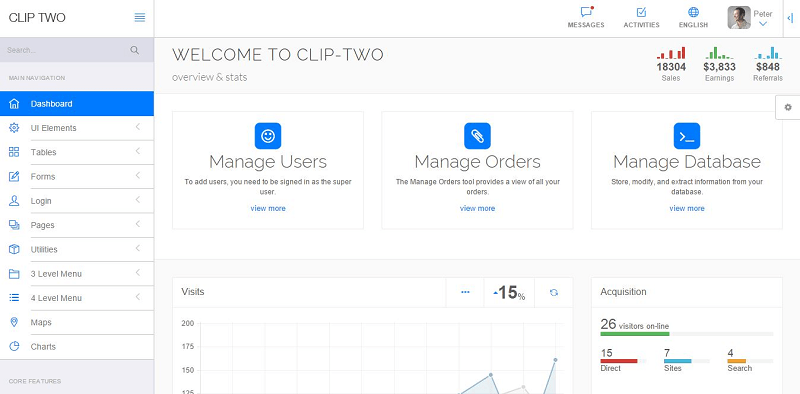 CLIP TWO
MESSAGES
ACTIVITIES
ENGLISH
Peter
Search...
MAIN NAVIGATION
Dashboard
UI Elements
Tables
Forms
Login
Pages
Utilities
3 Level Menu
4 Level Menu
Maps
Charts
CORE FEATURES
WELCOME TO CLIP-TWO
overview & stats
18304
Sales
$3,833
Earnings
$848
Referrals
Manage Users
To add users, you need to be signed in as the super
user.
view more
Manage Orders
The Manage Orders tool provides a view of all your
orders.
view more
Manage Database
Store, modify, and extract information from your
database.
view more
Visits
15%
200
175
150
125
Acquisition
26 visitors on-line
15
Direct
7
Sites
4
Search